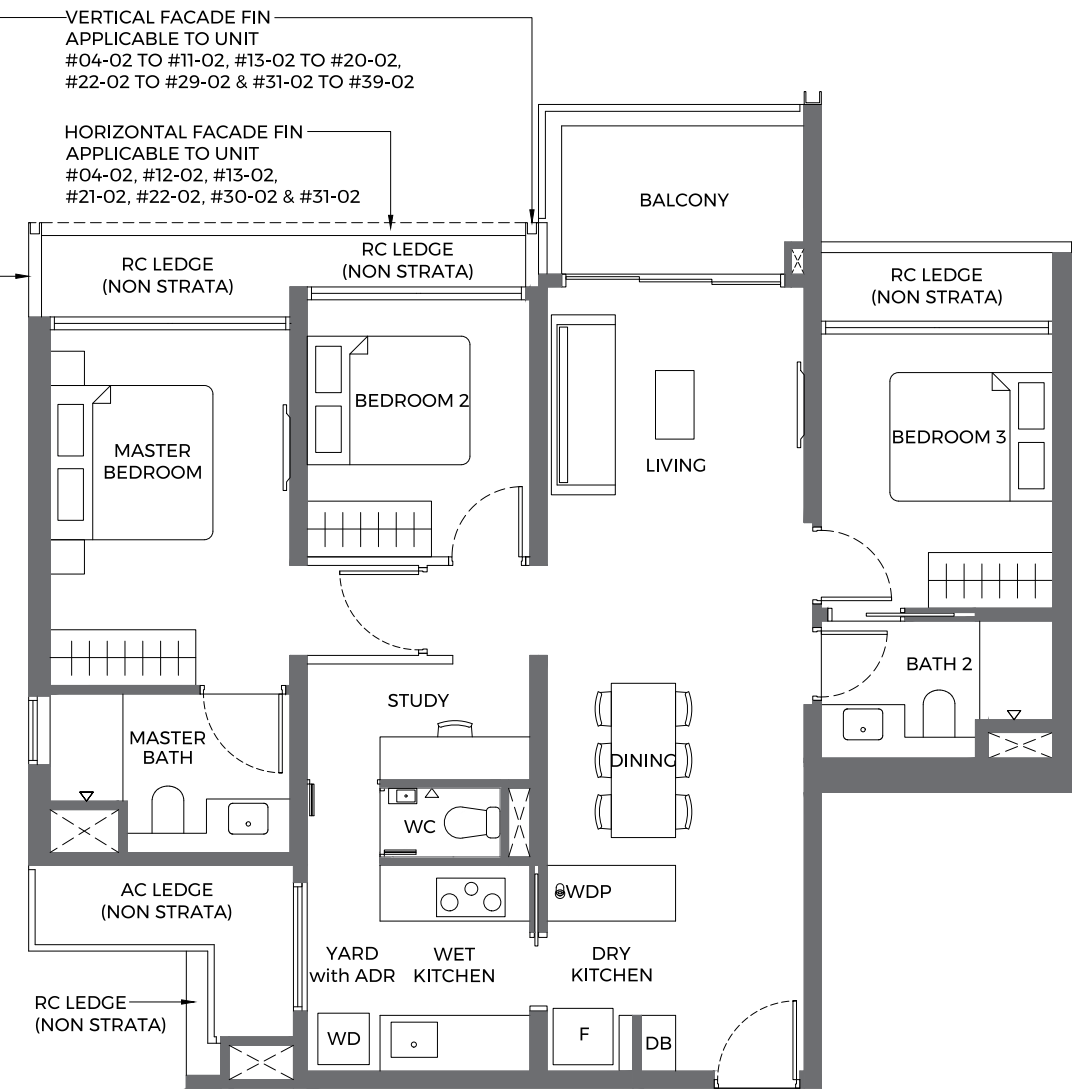 VERTICAL FACADE FIN
APPLICABLE TO UNIT
#04-02 TO #11-02, #13-02 TO #20-02,
#22-02 TO #29-02 & #31-02 TO #39-02
HORIZONTAL FACADE FIN
APPLICABLE TO UNIT
#04-02, #12-02, #13-02,
#21-02, #22-02, #30-02 & #31-02
BALCONY
RC LEDGE
(NON STRATA)
RC LEDGE
(NON STRATA)
RC LEDGE
(NON STRATA)
MASTER
BEDROOM
BEDROOM 2
LIVING
BEDROOM 3
STUDY
BATH 2
MASTER
BATH
DINING
WC
AC LEDGE
(NON STRATA)
WDP
YARD
with ADR
WET
KITCHEN
DRY
KITCHEN
RC LEDGE
(NON STRATA)
WD
F
DB